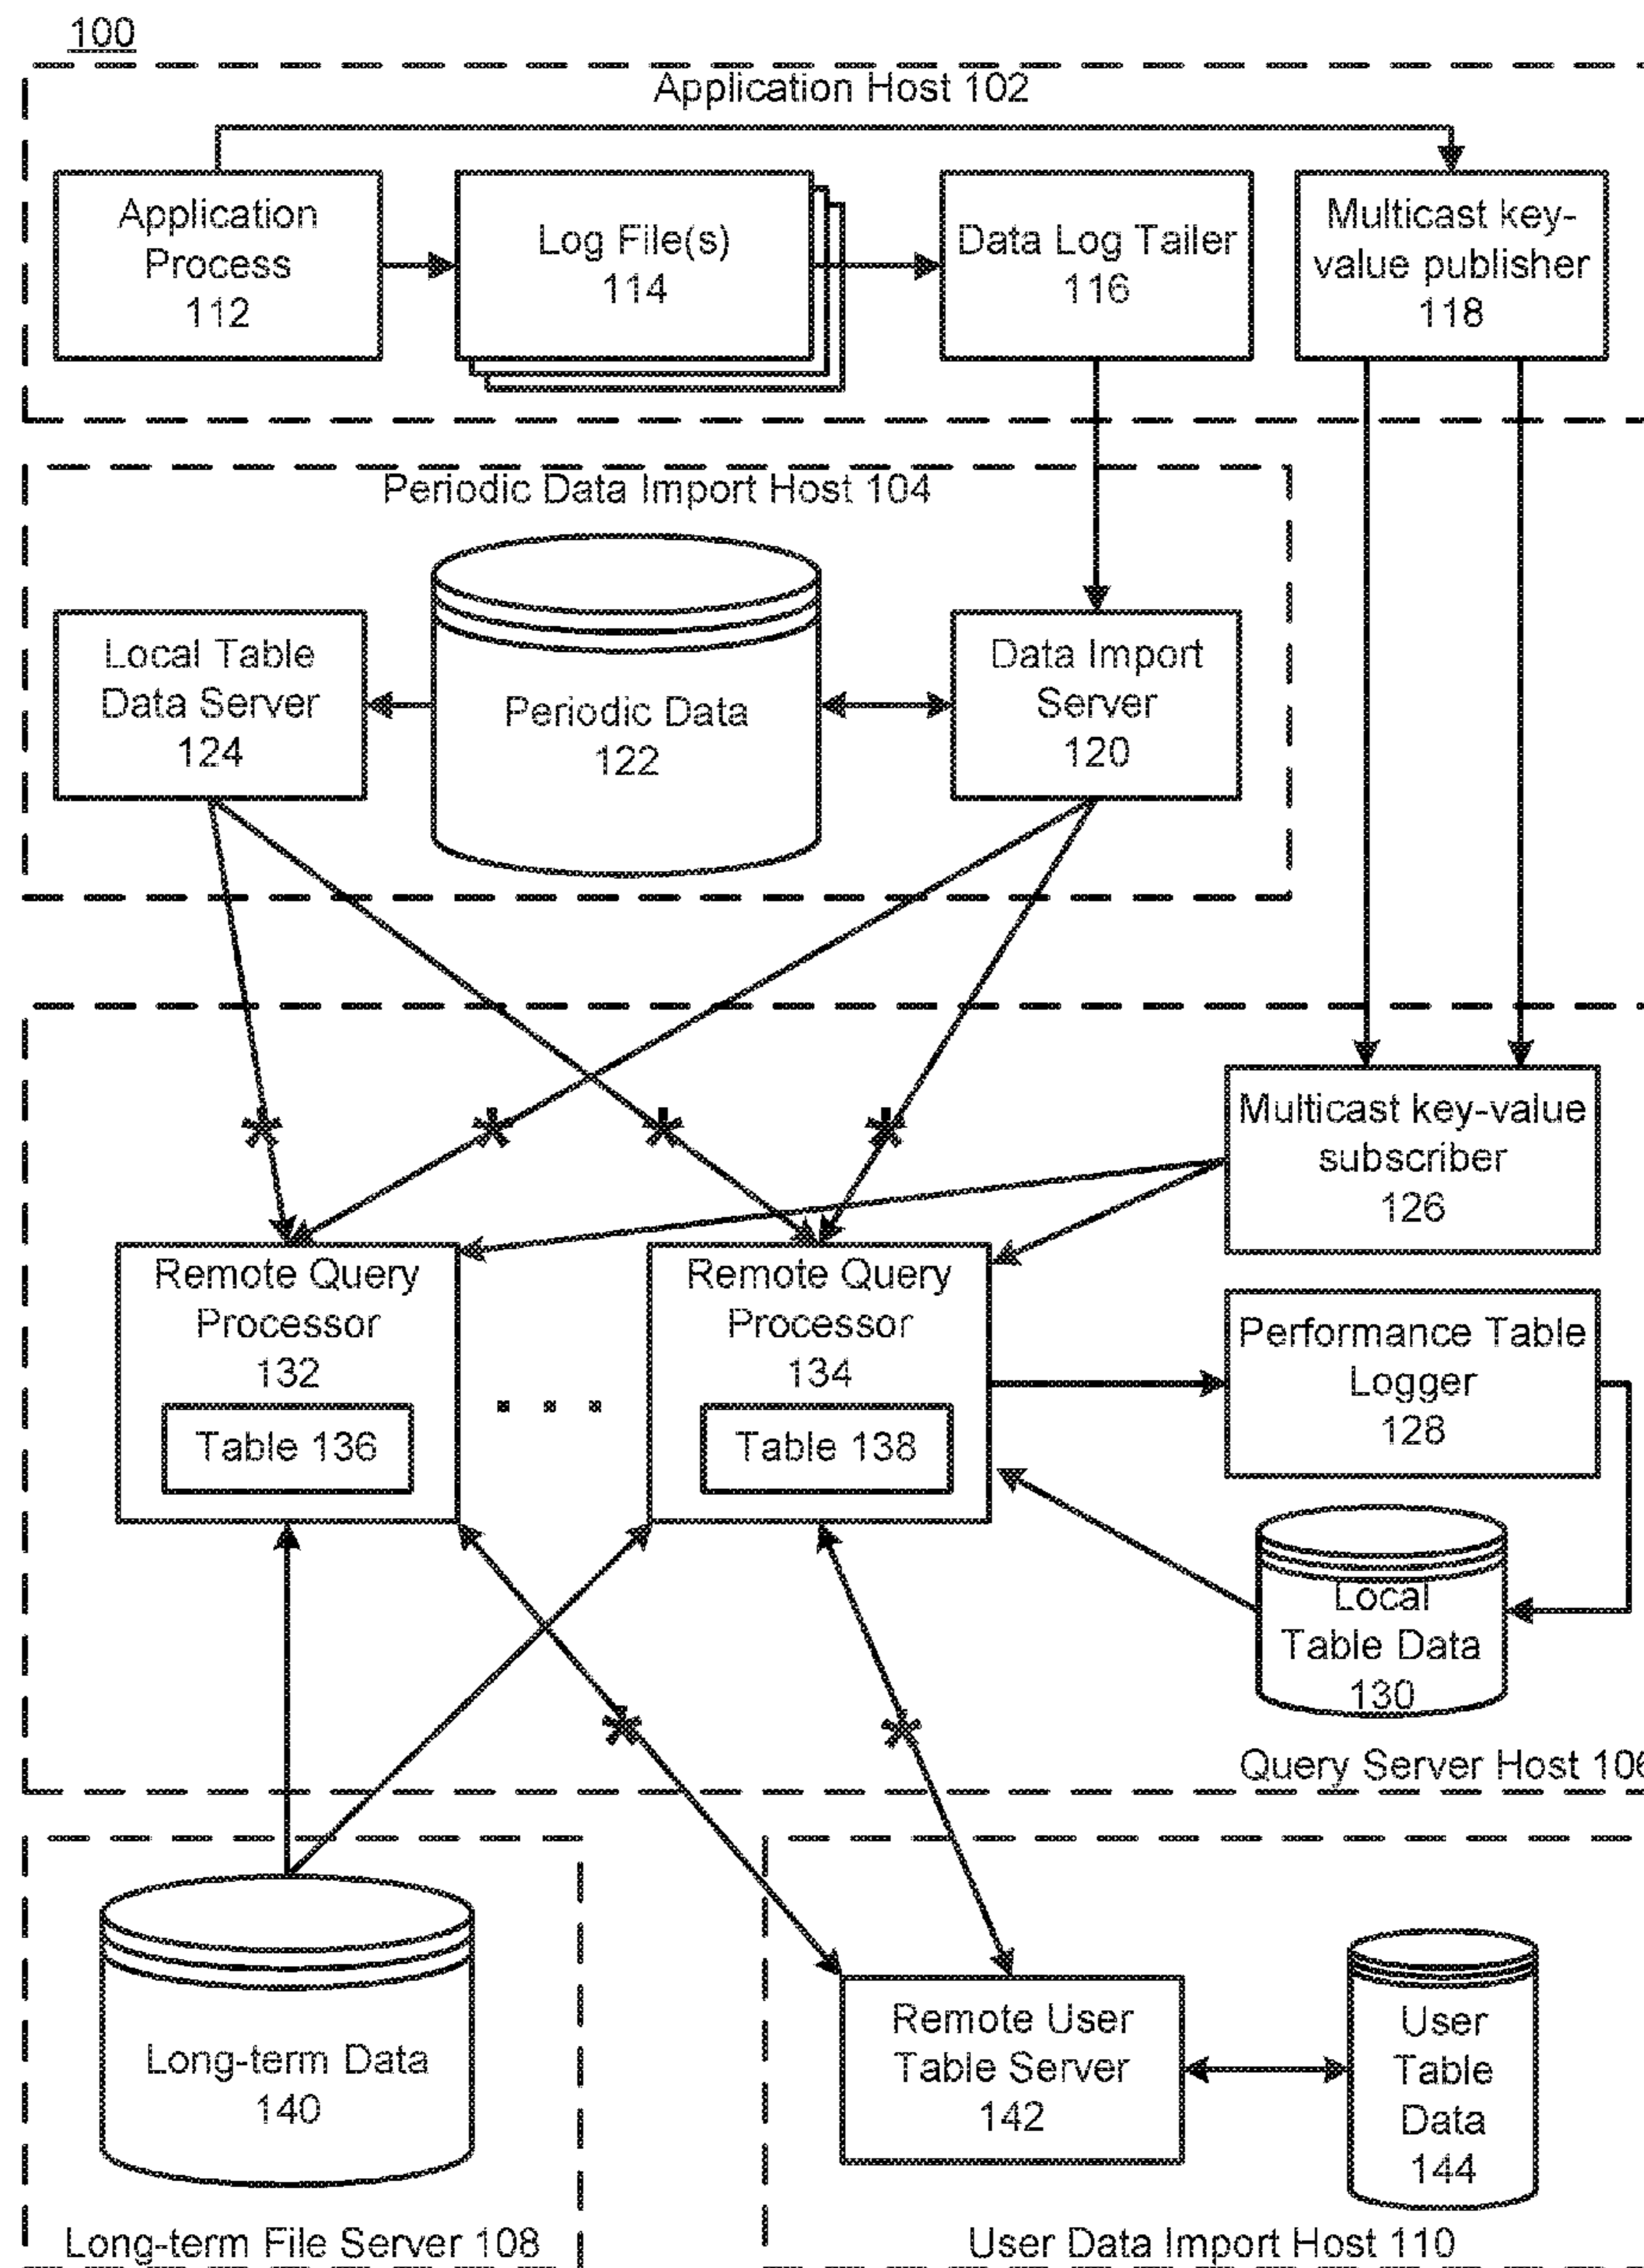 100
Application Host 102
Application
Process
112
Log File(s)
114
Data Log Tailer
116
Multicast key-
value publisher
118
Periodic Data Import Host 104
Local Table
Data Server
124
Periodic Data
122
Data Import
Server
120
Multicast key-value
subscriber
126
Remote Query
Processor
132
Table 136
Remote Query
Processor
134
Table 138
Performance Table
Logger
128
Local
Table Data
130
Query Server Host 106
Long-term Data
140
Remote User
Table Server
142
User
Table
Data
144
Long-term File Server 108
User Data Import Host 110